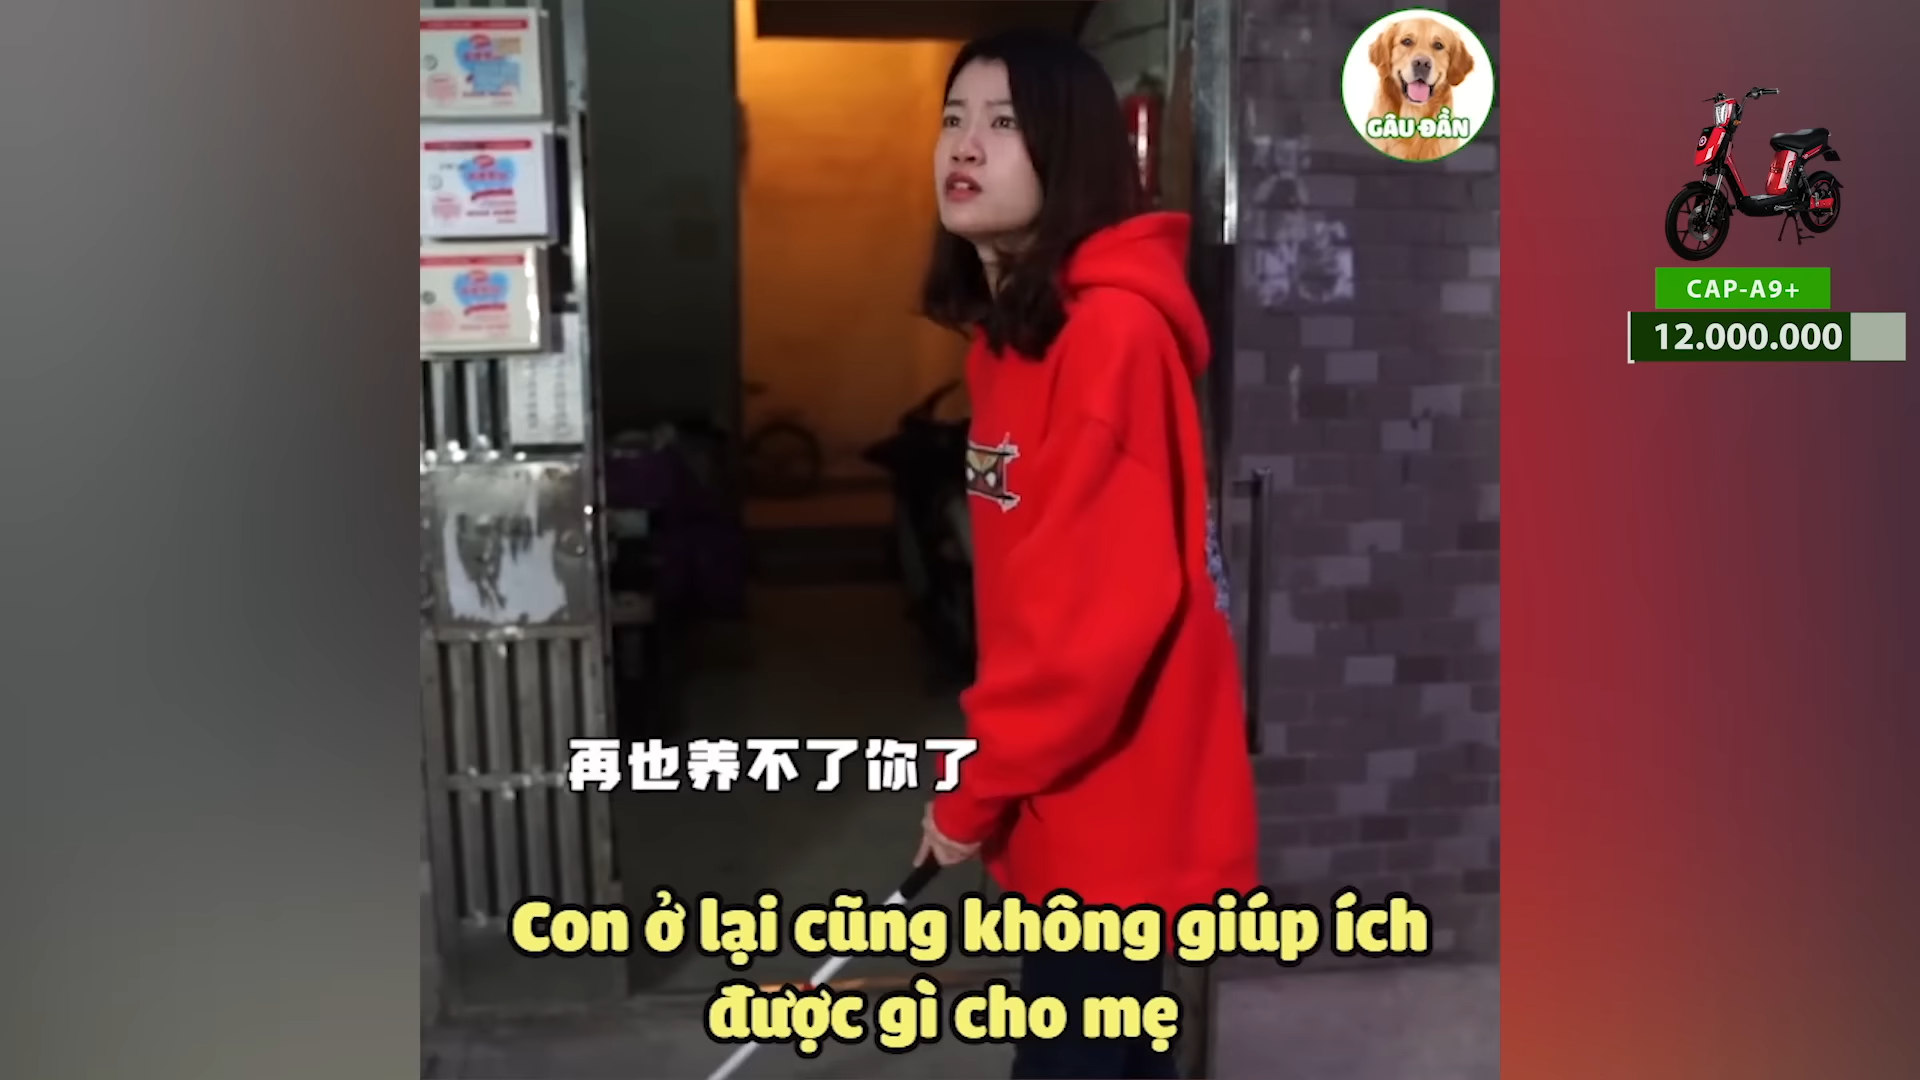 GÂU ĐẦN
CAP-A9+
12.000.000
再也养不了你了
Con ở lại cũng không giúp ích
được gì cho mẹ